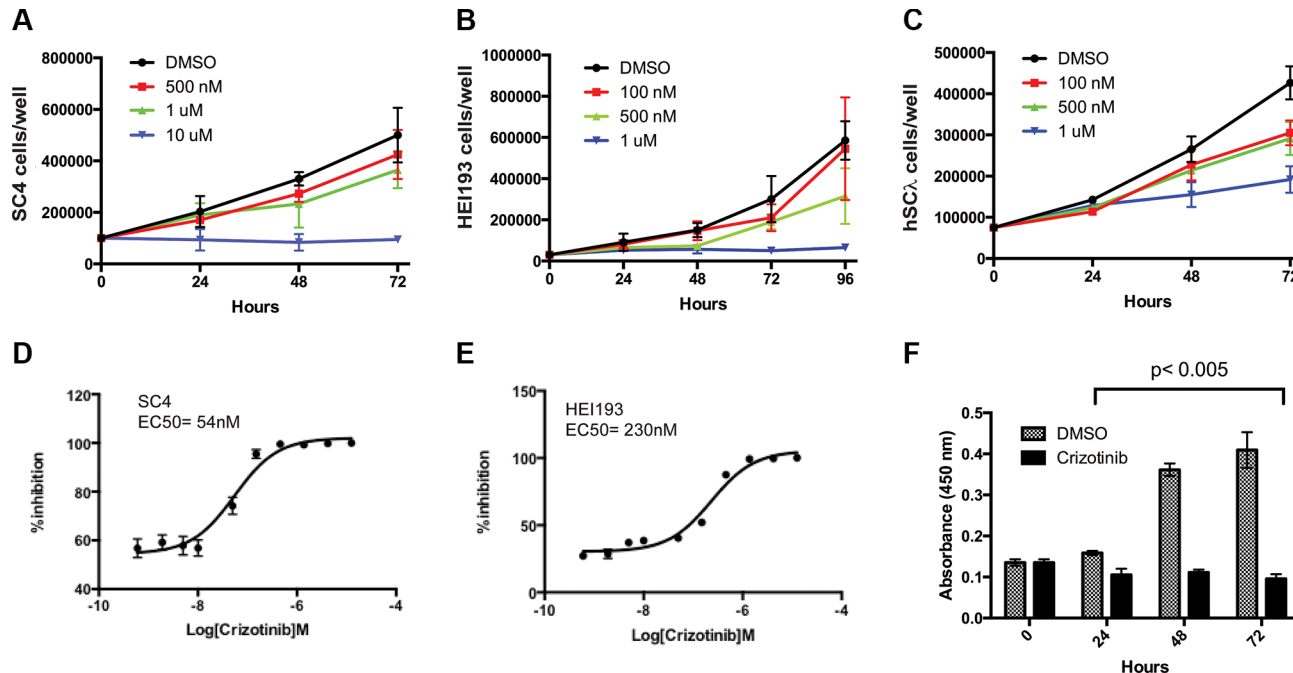 A
SC4 cells/well
1000000
800000
600000
400000
200000
0
DMSO
500 nM
1 uM
10 uM
0 24 48 72
Hours
B
HEI193 cells/well
1000000
800000
600000
400000
200000
0
DMSO
100 nM
500 nM
1 uM
0 24 48 72 96
Hours
C
hSCλ cells/well
500000
400000
300000
200000
100000
0
DMSO
100 nM
500 nM
1 uM
0 24 48 72
Hours
D
%inhibition
120
100
80
60
40
SC4
EC50= 54nM
-10 -8 -6 -4
Log[Crizotinib]M
E
%inhibition
150
100
50
0
HEI193
EC50= 230nM
-10 -8 -6 -4
Log[Crizotinib]M
F
p< 0.005
Absorbance (450 nm)
0.5
0.4
0.2
0.1
0.0
DMSO
Crizotinib
0 24 48 72
Hours